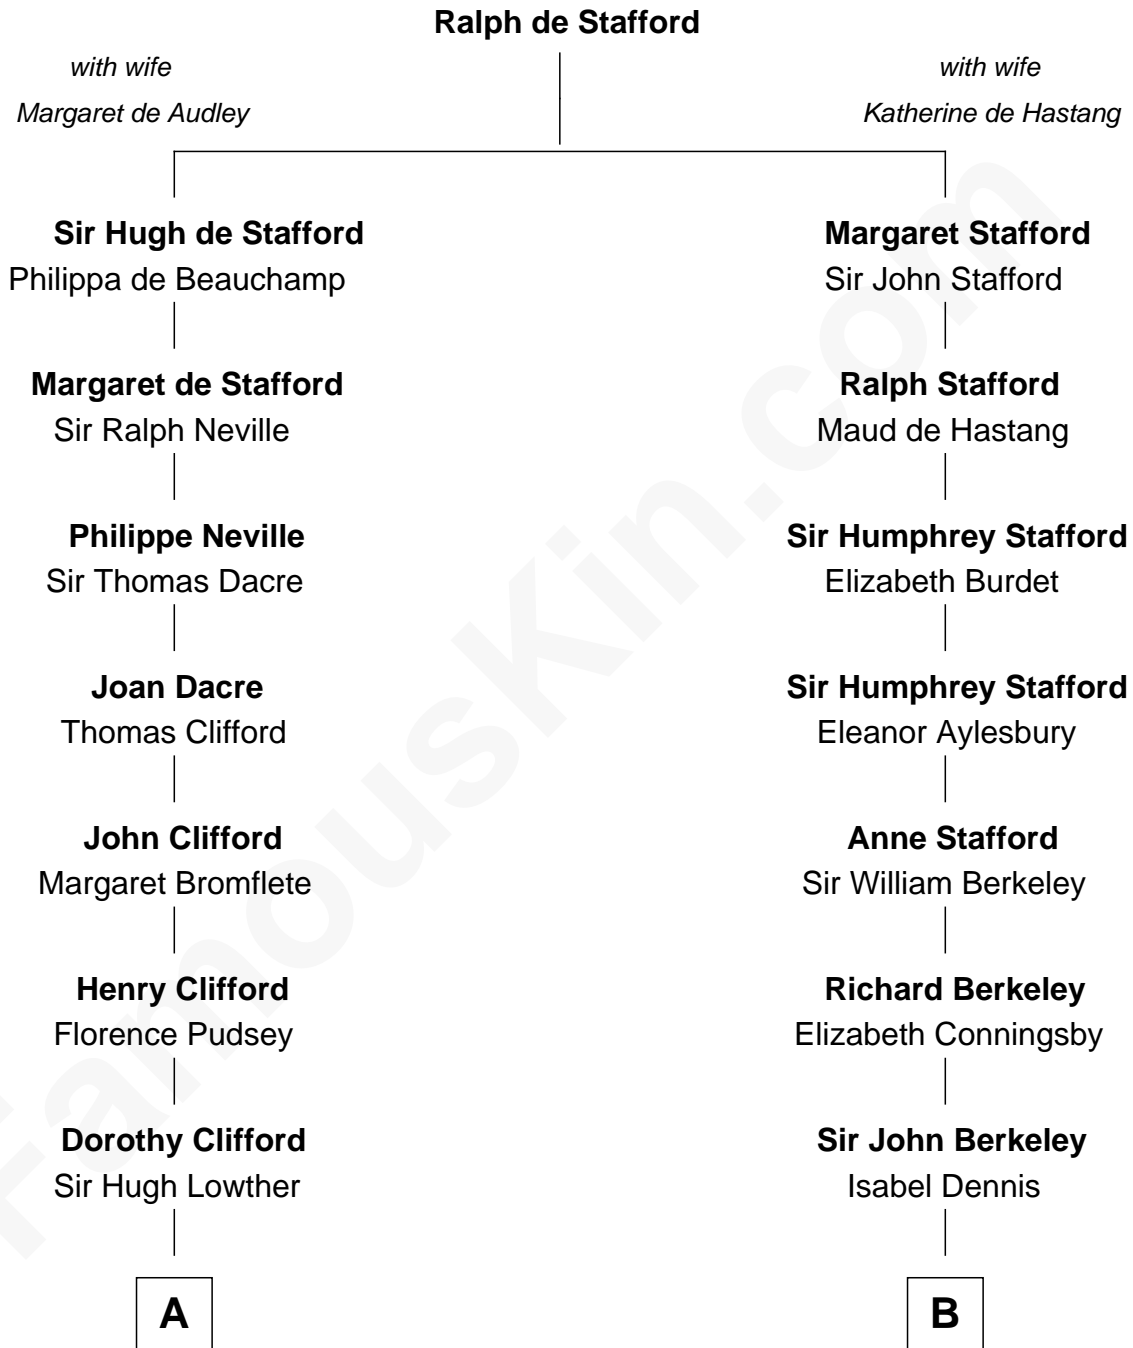 Ralph de Stafford
with wife
Margaret de Audley
with wife
Katherine de Hastang
Sir Hugh de Stafford
Philippa de Beauchamp
Margaret Stafford
Sir John Stafford
Margaret de Stafford
Sir Ralph Neville
Ralph Stafford
Maud de Hastang
Philippe Neville
Sir Thomas Dacre
Sir Humphrey Stafford
Elizabeth Burdet
Joan Dacre
Thomas Clifford
Sir Humphrey Stafford
Eleanor Aylesbury
John Clifford
Margaret Bromflete
Anne Stafford
Sir William Berkeley
Henry Clifford
Florence Pudsey
Richard Berkeley
Elizabeth Conningsby
Dorothy Clifford
Sir Hugh Lowther
Sir John Berkeley
Isabel Dennis
A
B
FamousKin.com